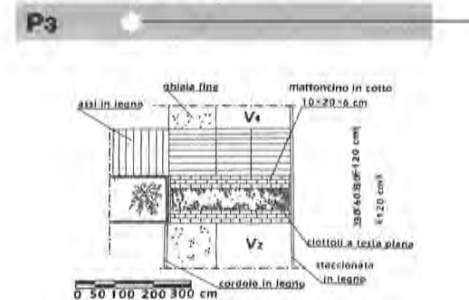 P3
ghiaia fine
mattoncino in cotto
10×20×6 cm
assi in legno
V4
V2
ciottoli a testa piana
staccionata
in legno
cordolo in legno
0 50 100 200 300 cm